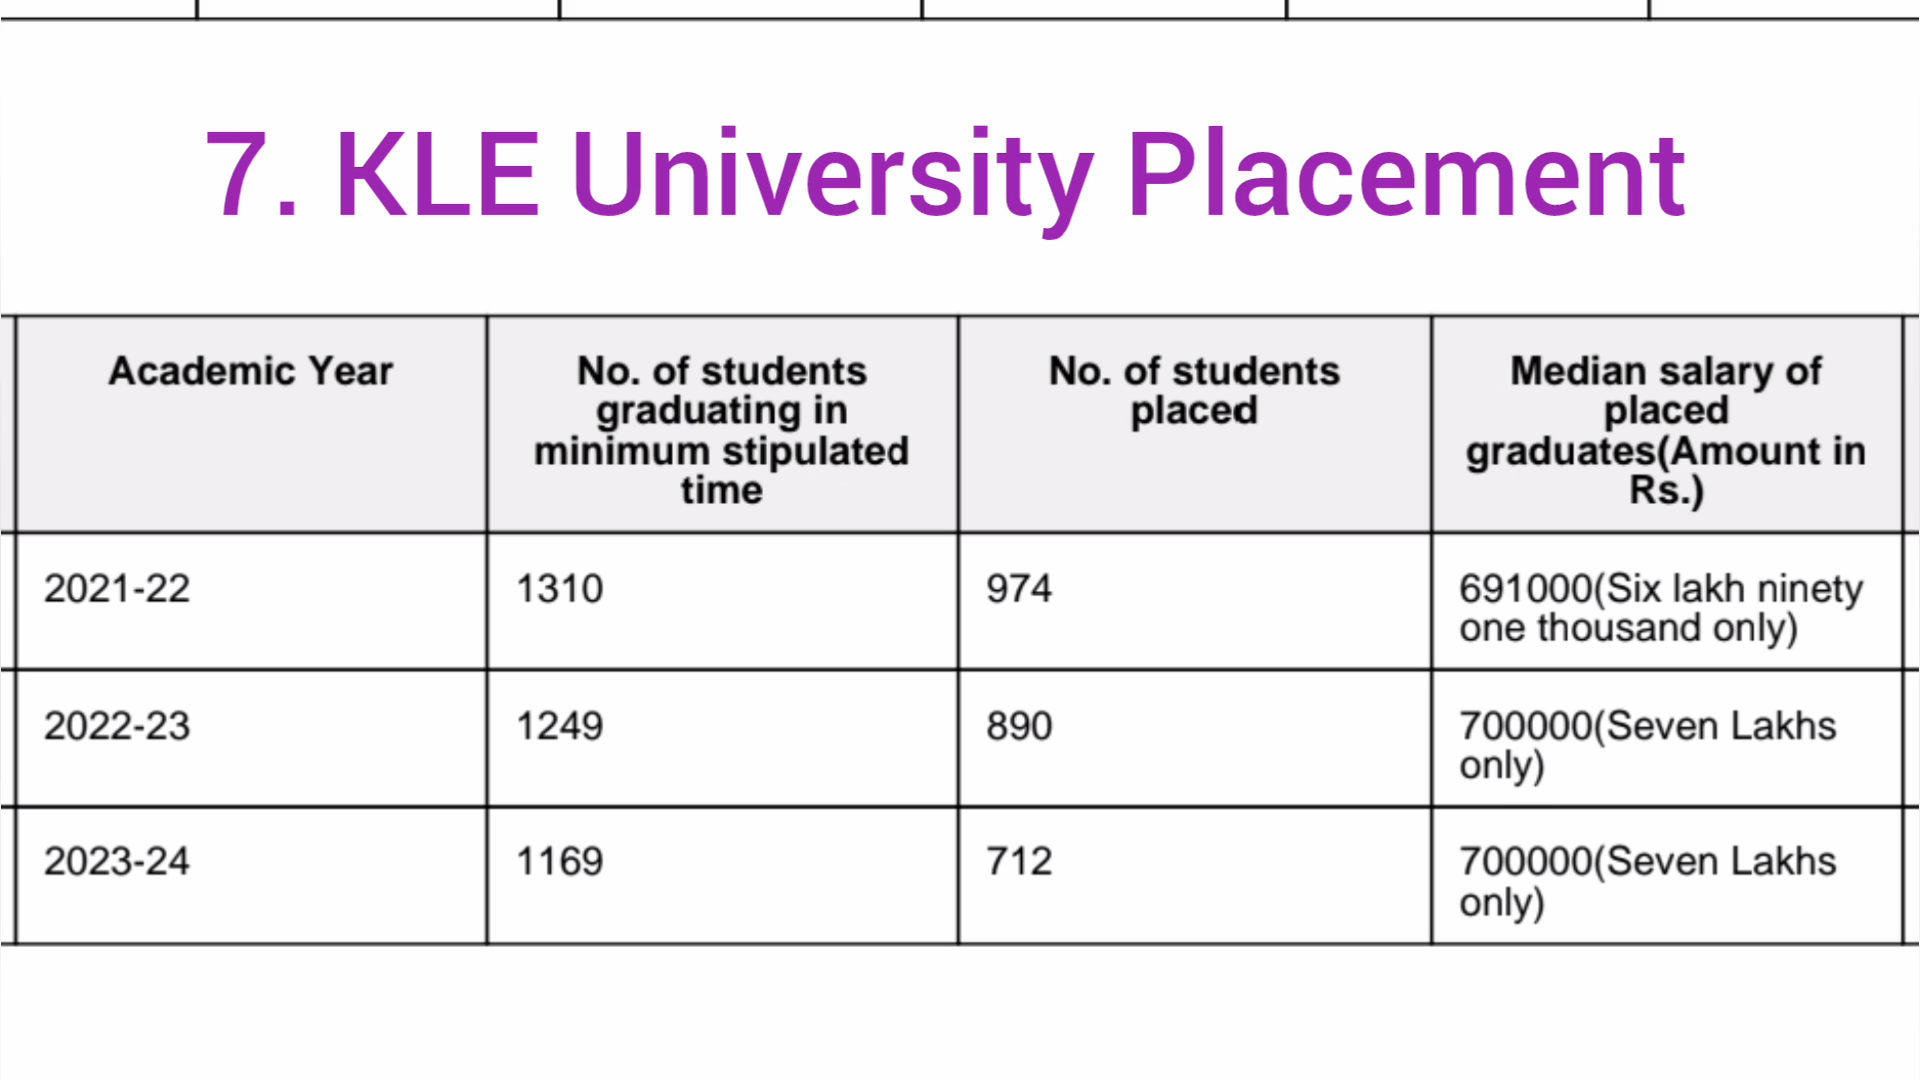 7. KLE University Placement
Academic Year
No. of students
graduating in
minimum stipulated
time
No. of students
placed
Median salary of
placed
graduates(Amount in
Rs.)
2021-22
1310
974
691000(Six lakh ninety
one thousand only)
2022-23
1249
890
700000(Seven Lakhs
only)
2023-24
1169
712
700000(Seven Lakhs
only)